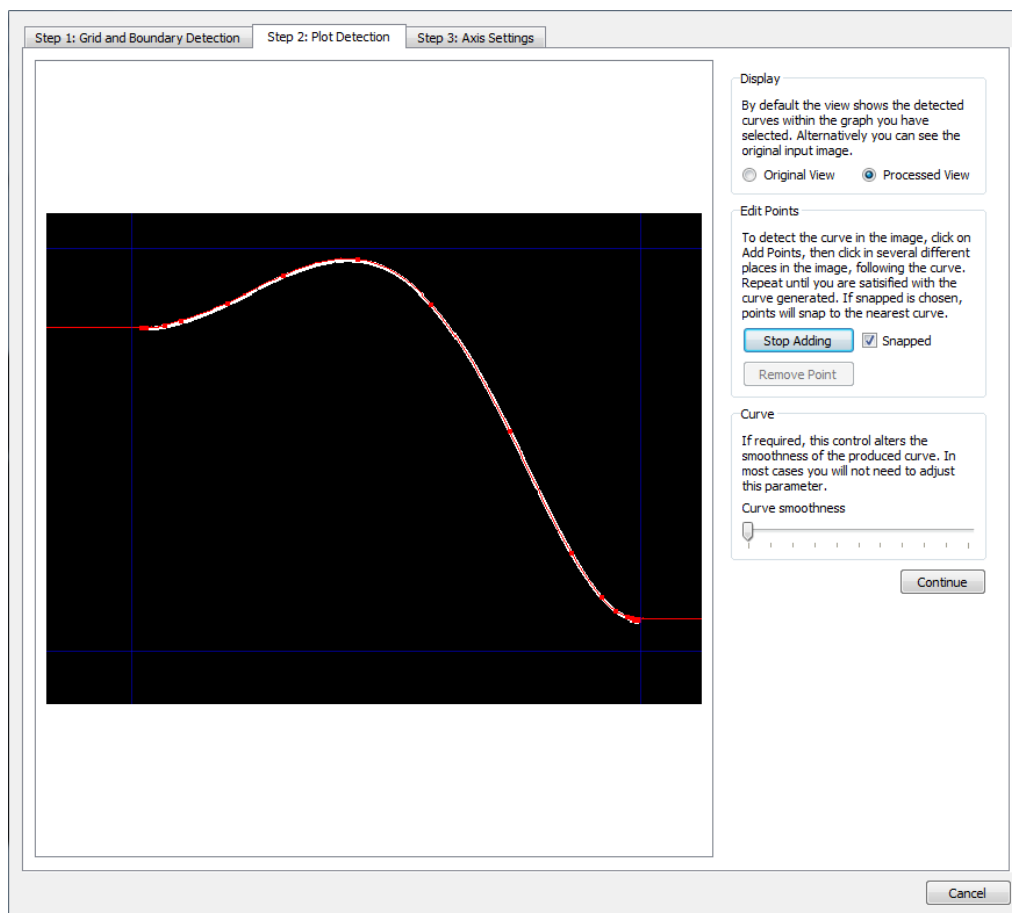 Step 1: Grid and Boundary Detection
Step 2: Plot Detection
Step 3: Axis Settings
Display
By default the view shows the detected
curves within the graph you have
selected. Alternatively you can see the
original input image.
Original View
Processed View
Edit Points
To detect the curve in the image, click on
Add Points, then click in several different
places in the image, following the curve.
Repeat until you are satisified with the
curve generated. If snapped is chosen,
points will snap to the nearest curve.
Stop Adding
Snapped
Remove Point
Curve
If required, this control alters the
smoothness of the produced curve. In
most cases you will not need to adjust
this parameter.
Curve smoothness
Continue
Cancel